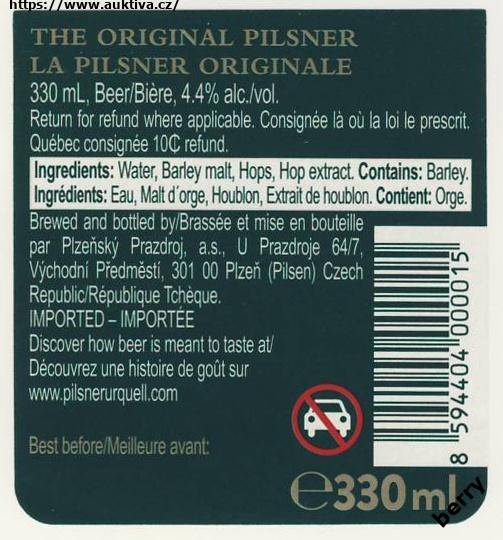 https://www.auktiva.cz/
THE ORIGINAL PILSNER
LA PILSNER ORIGINALE
330 mL, Beer/Bière, 4.4% alc./vol.
Return for refund where applicable. Consignée là où la loi le prescrit.
Québec consignée 10₵ refund.
Ingredients: Water, Barley malt, Hops, Hop extract. Contains: Barley.
Ingrédients: Eau, Malt d´orge, Houblon, Extrait de houblon. Contient: Orge.
Brewed and bottled by/Brassée et mise en bouteille
par Plzeňský Prazdroj, a.s., U Prazdroje 64/7,
Východní Předměstí, 301 00 Plzeň (Pilsen) Czech
Republic/République Tchèque.
IMPORTED – IMPORTÉE
Discover how beer is meant to taste at/
Découvrez une histoire de goût sur
www.pilsnerurquell.com
Best before/Meilleure avant:
8 594404 000015
℮330 ml
berry